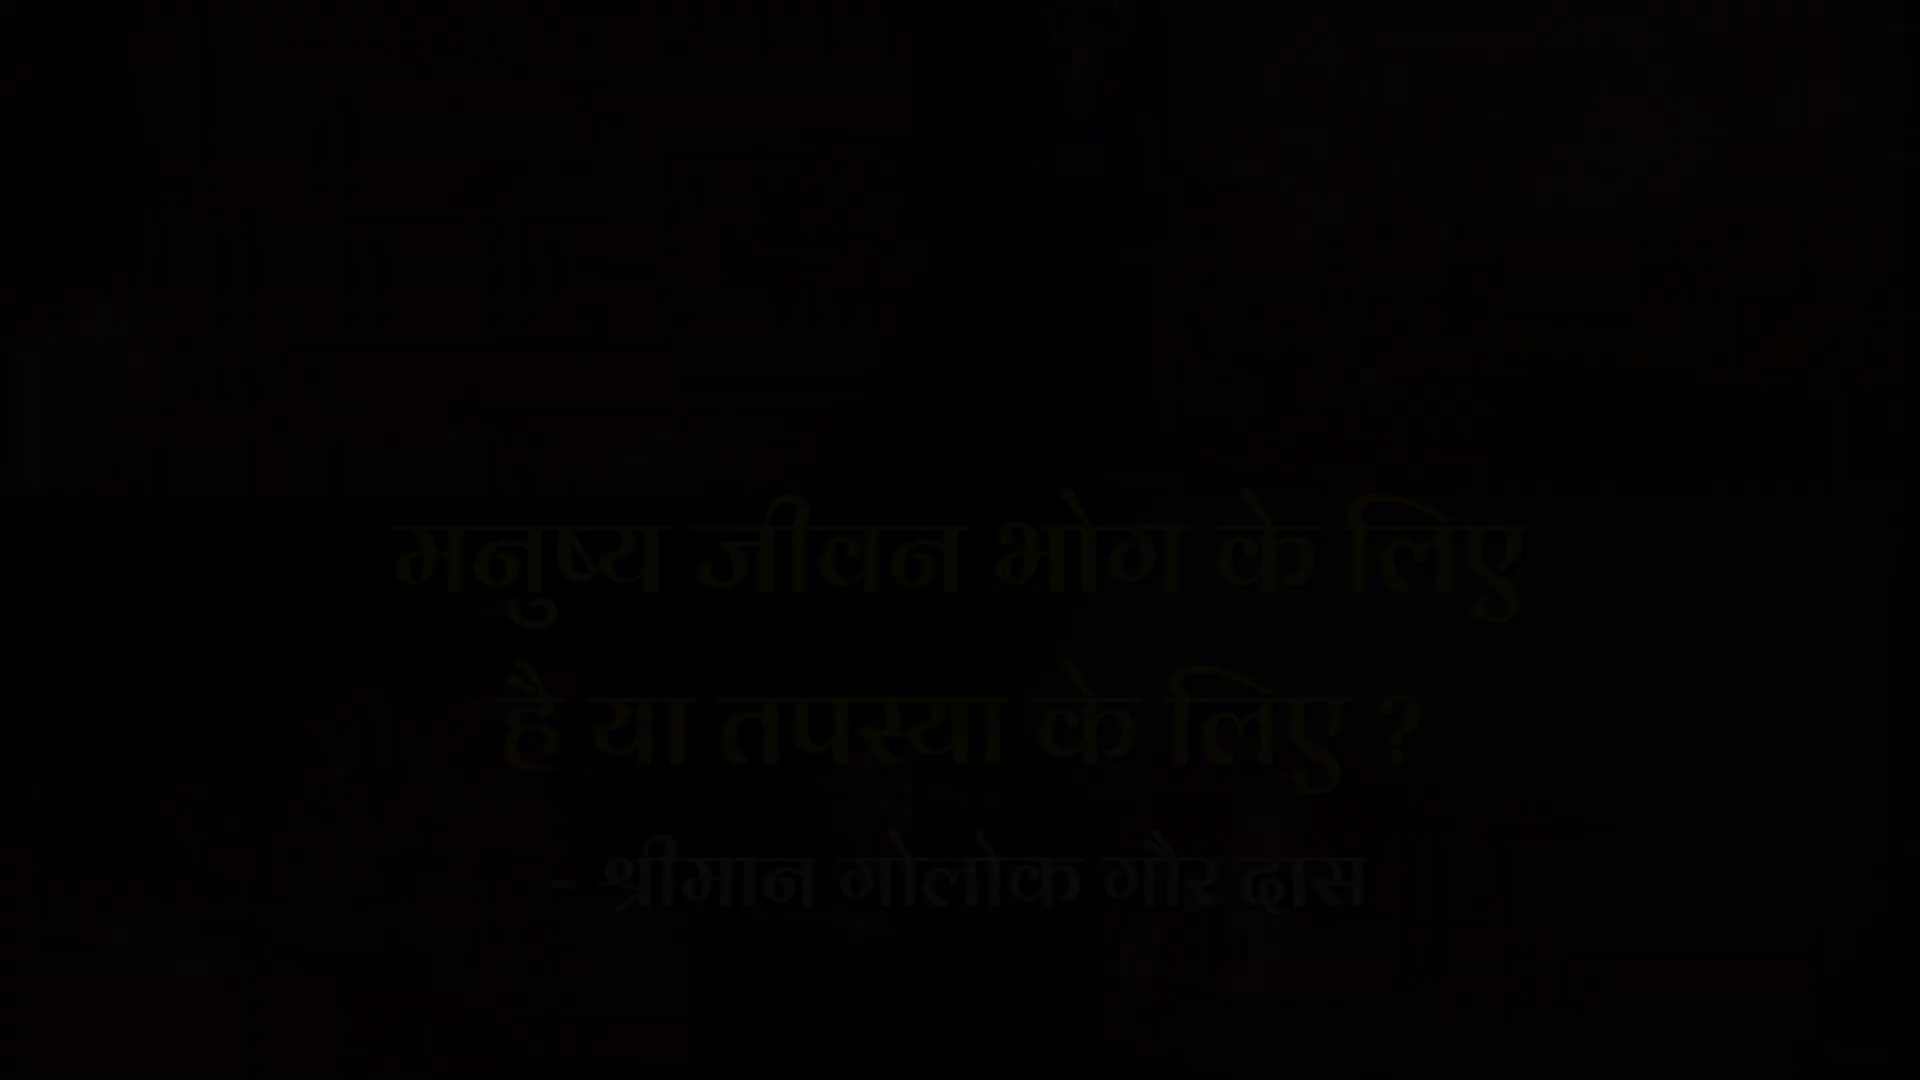 मनुष्य जीवन भोग के लिए
है या तपस्या के लिए ?
- श्रीमान गोलोक गौर दास